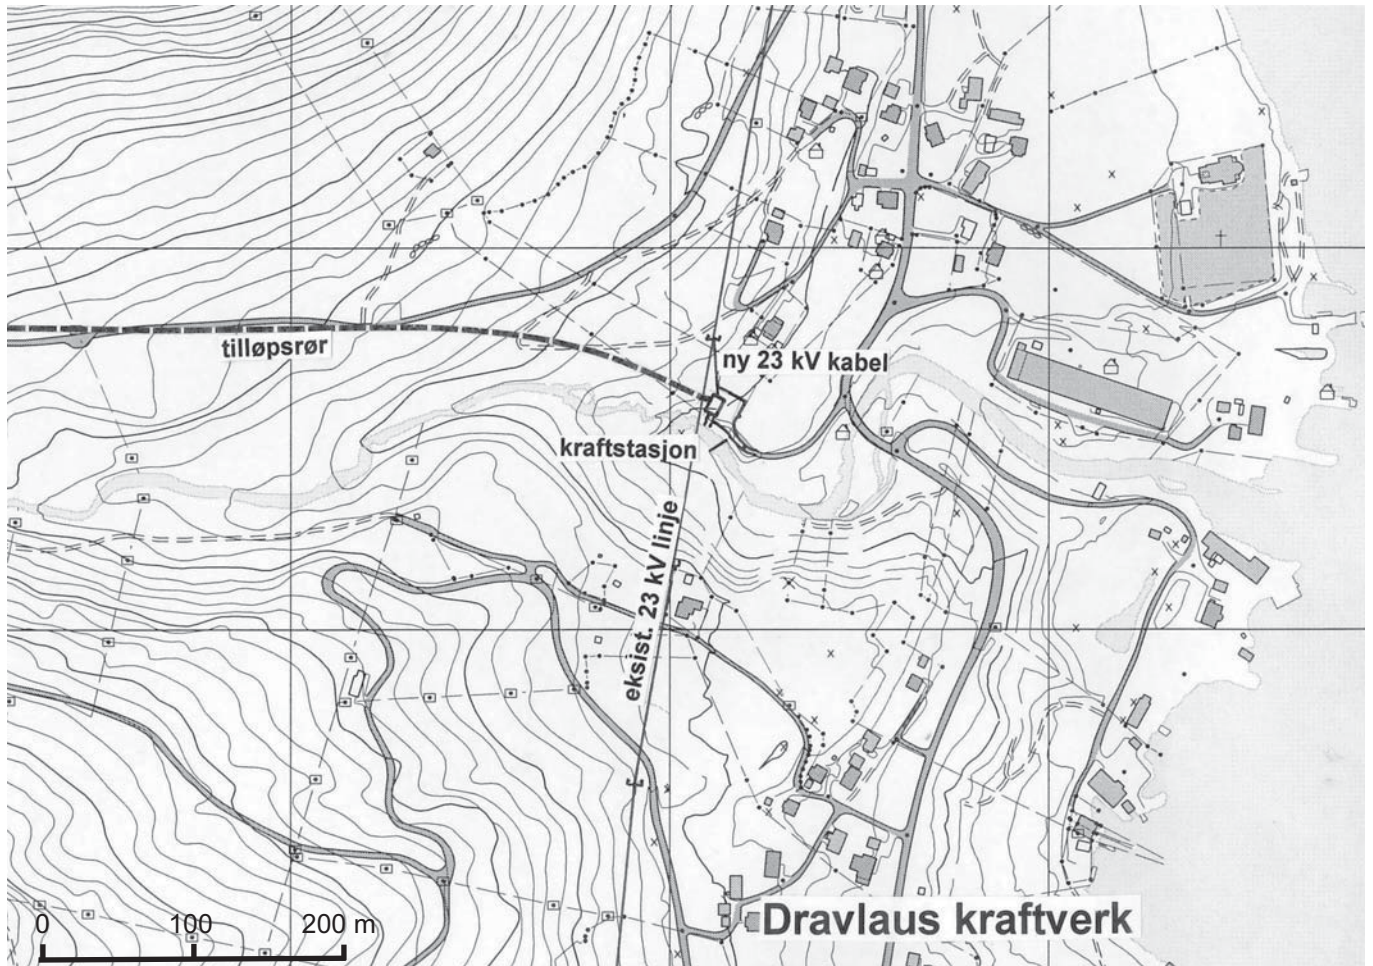 tilløpsrør
ny 23 kV kabel
kraftstasjon
eksist. 23 kV linje
Dravlaus kraftverk
0 100 200 m